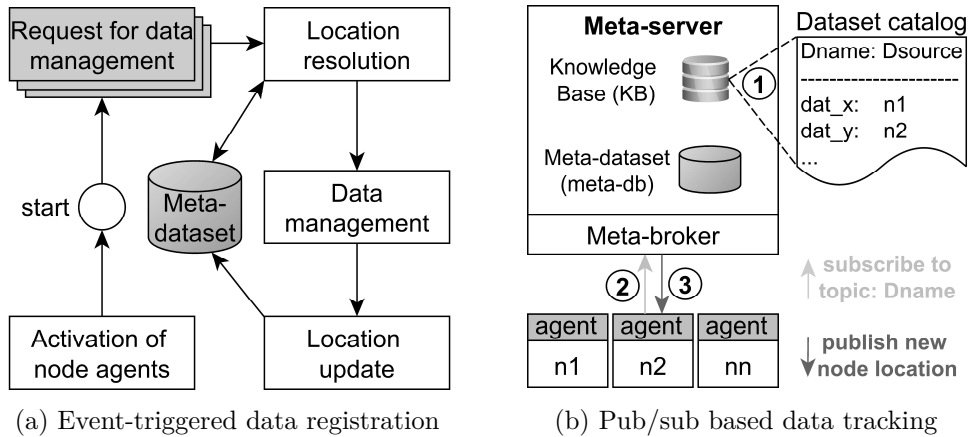 Request for data
management
Location
resolution
start
Meta-
dataset
Data
management
Activation of
node agents
Location
update
(a) Event-triggered data registration
Meta-server
Knowledge
Base (KB)
1
Meta-dataset
(meta-db)
Meta-broker
2
3
agent
agent
agent
n1
n2
nn
Dataset catalog
Dname: Dsource
--------------------------------
dat_x: n1
dat_y: n2
...
subscribe to
topic: Dname
publish new
node location
(b) Pub/sub based data tracking